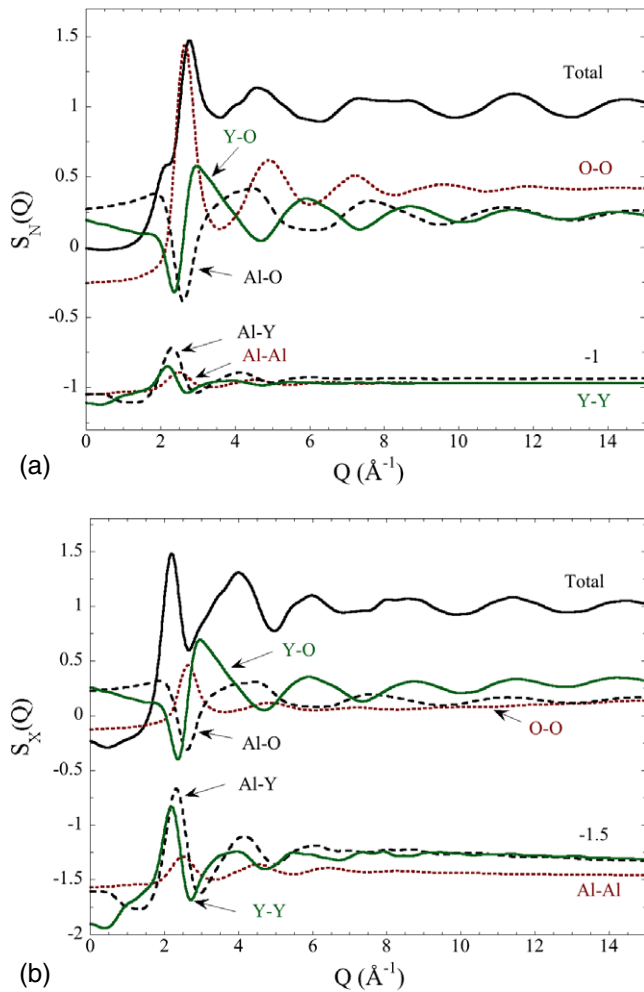 1.5
Total
1
Y-O
O-O
0.5
S_N(Q)
0
Al-O
-0.5
Al-Y
Al-Al
-1
-1
Y-Y
0 2 4 6 8 10 12 14
(a)
Q (Å⁻¹)
1.5
Total
1
Y-O
0.5
S_X(Q)
0
Al-O
O-O
-0.5
Al-Y
-1
-1.5
-1.5
Al-Al
Y-Y
-2
0 2 4 6 8 10 12 14
(b)
Q (Å⁻¹)